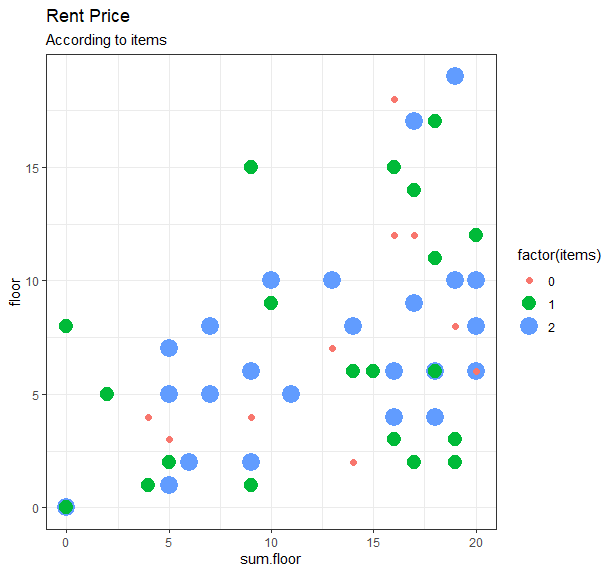 Rent Price
According to items
15
10
5
0
floor
0 5 10 15 20
sum.floor
factor(items)
0
1
2